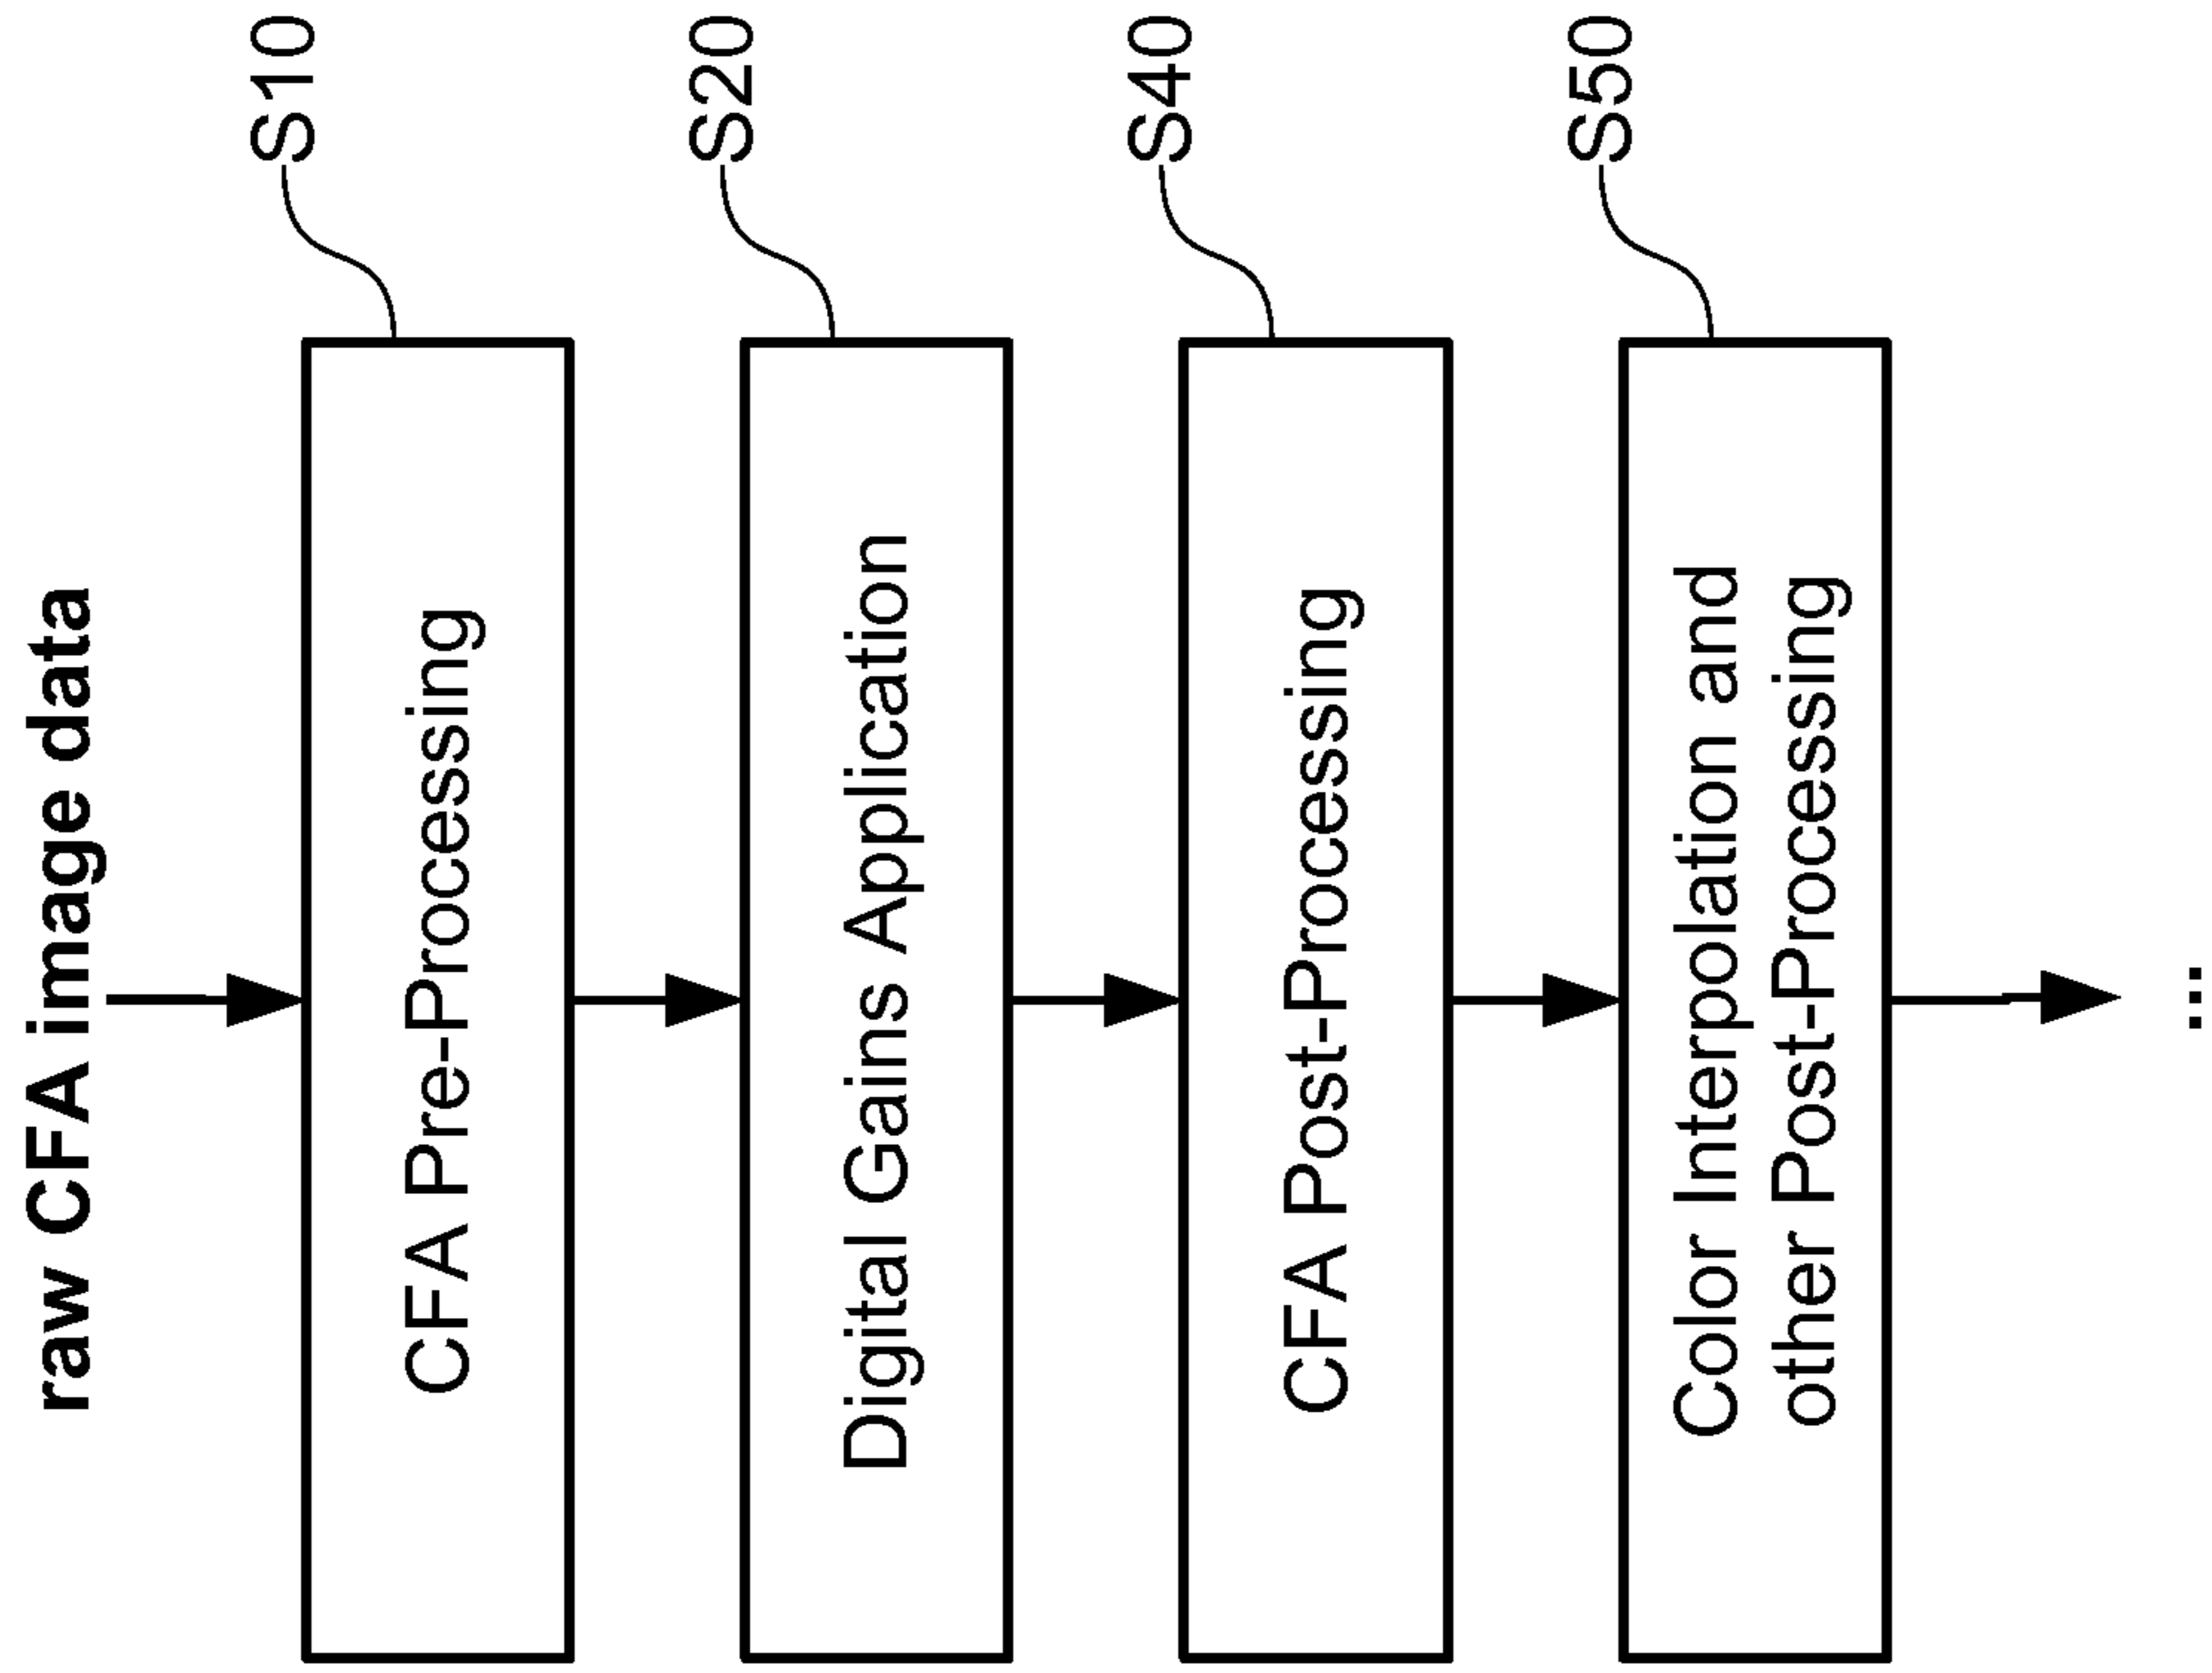 raw CFA image data
S10
CFA Pre-Processing
S20
Digital Gains Application
S40
CFA Post-Processing
S50
Color Interpolation and
other Post-Processing
...